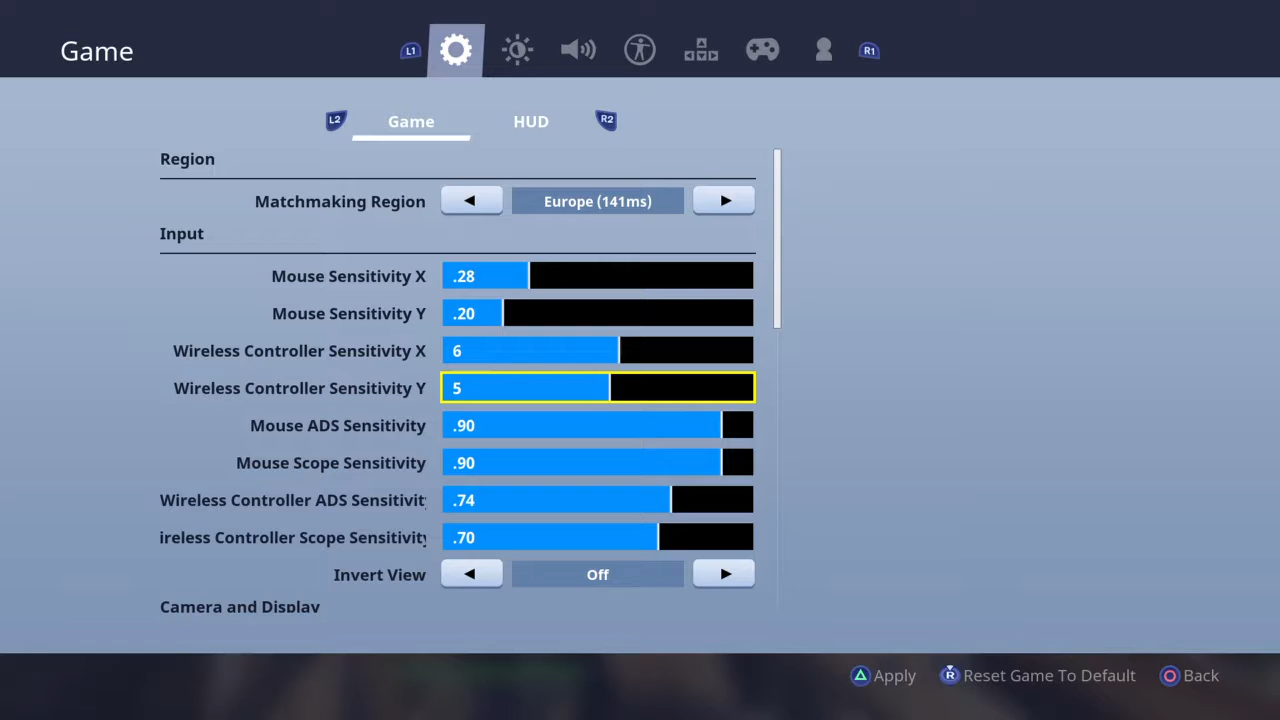 Game
L1
R1
L2
Game
HUD
R2
Region
Matchmaking Region
Europe (141ms)
Input
Mouse Sensitivity X
.28
Mouse Sensitivity Y
.20
Wireless Controller Sensitivity X
6
Wireless Controller Sensitivity Y
5
Mouse ADS Sensitivity
.90
Mouse Scope Sensitivity
.90
Wireless Controller ADS Sensitivity
.74
ireless Controller Scope Sensitivity
.70
Invert View
Off
Camera and Display
Apply
R Reset Game To Default
Back